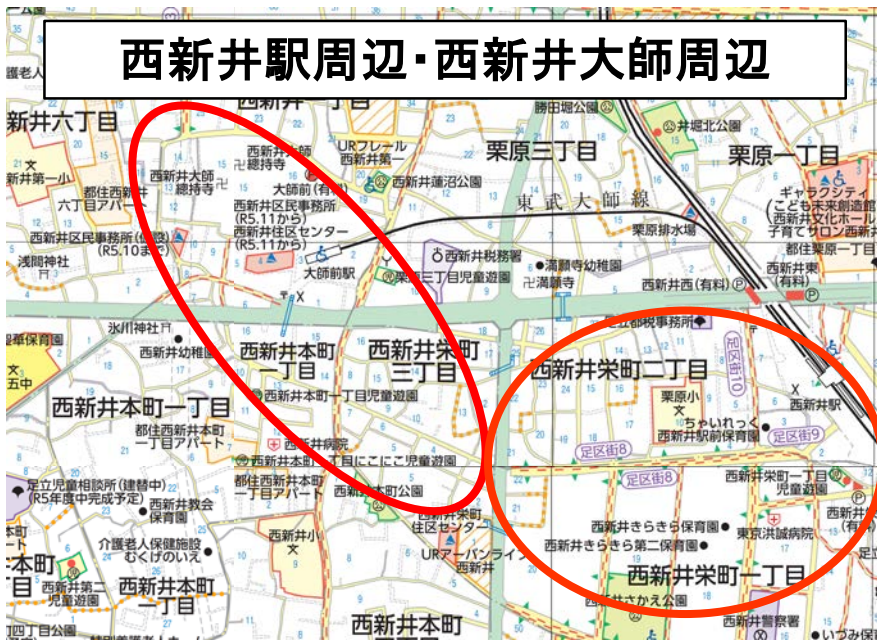 西新井駅周辺・西新井大師周辺
護老人
新井六丁目
新井第一小
都住西新井
六丁目アパート
西新井大師
總持寺
西新井大師
總持寺
大師前(有料)
URフレール
西新井第一
西新井蓮沼公園
勝田堀公園
井堀北公園
栗原三丁目
栗原一丁目
ギャラクシティ
(こども未来創造館
西新井文化ホール
子育てサロン西新井
都住栗原一丁目
西新井区民事務所
(R5.11から)
西新井住区センター
(R5.11から)
西新井区民事務所(仮設)
(R5.10まで)
浅間神社
大師前駅
東武大師線
栗原排水場
西新井税務署
栗原三丁目児童遊園
満願寺幼稚園
卍満願寺
西新井東
(有料)
西新井西(有料)
氷川神社
西新井幼稚園
足立都税事務所
西新井本町
一丁目
西新井栄町
三丁目
西新井栄町二丁目
足区街10
栗原小
西新井駅
ちゃいれっく
西新井駅前保育園
足区街9
足区街8
足区街8
五中
西新井本町一丁目児童遊園
西新井本町一丁目
都住西新井本町
一丁目アパート
西新井病院
西新井本町一丁目にこにこ児童遊園
都住西新井本町
一丁目アパート
西新井本町公園
西新井栄町
住区センター
URアーバンライン
西新井
足立児童相談所(建替中)
(R5年度中完成予定)
西新井教会
保育園
介護老人保健施設
むくげのいえ
西新井小
西新井第二
児童遊園
西新井本町
一丁目
西新井本町
西新井栄町一丁目
児童遊園
西新井きらきら保育園
西新井きらきら第二保育園
東京洪誠病院
西新井栄町一丁目
西新井さかえ公園
西新井警察署
いづみ保